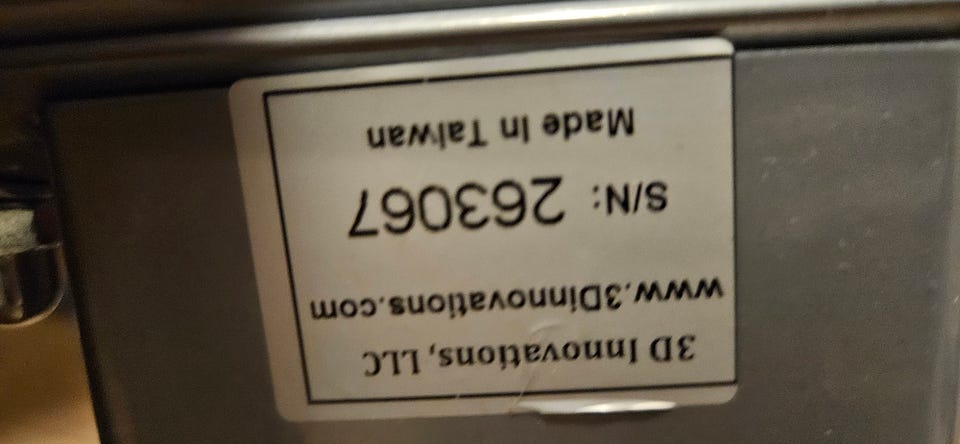 3D Innovations, LLC
www.3Dinnovations.com
S/N: 263067
Made In Taiwan